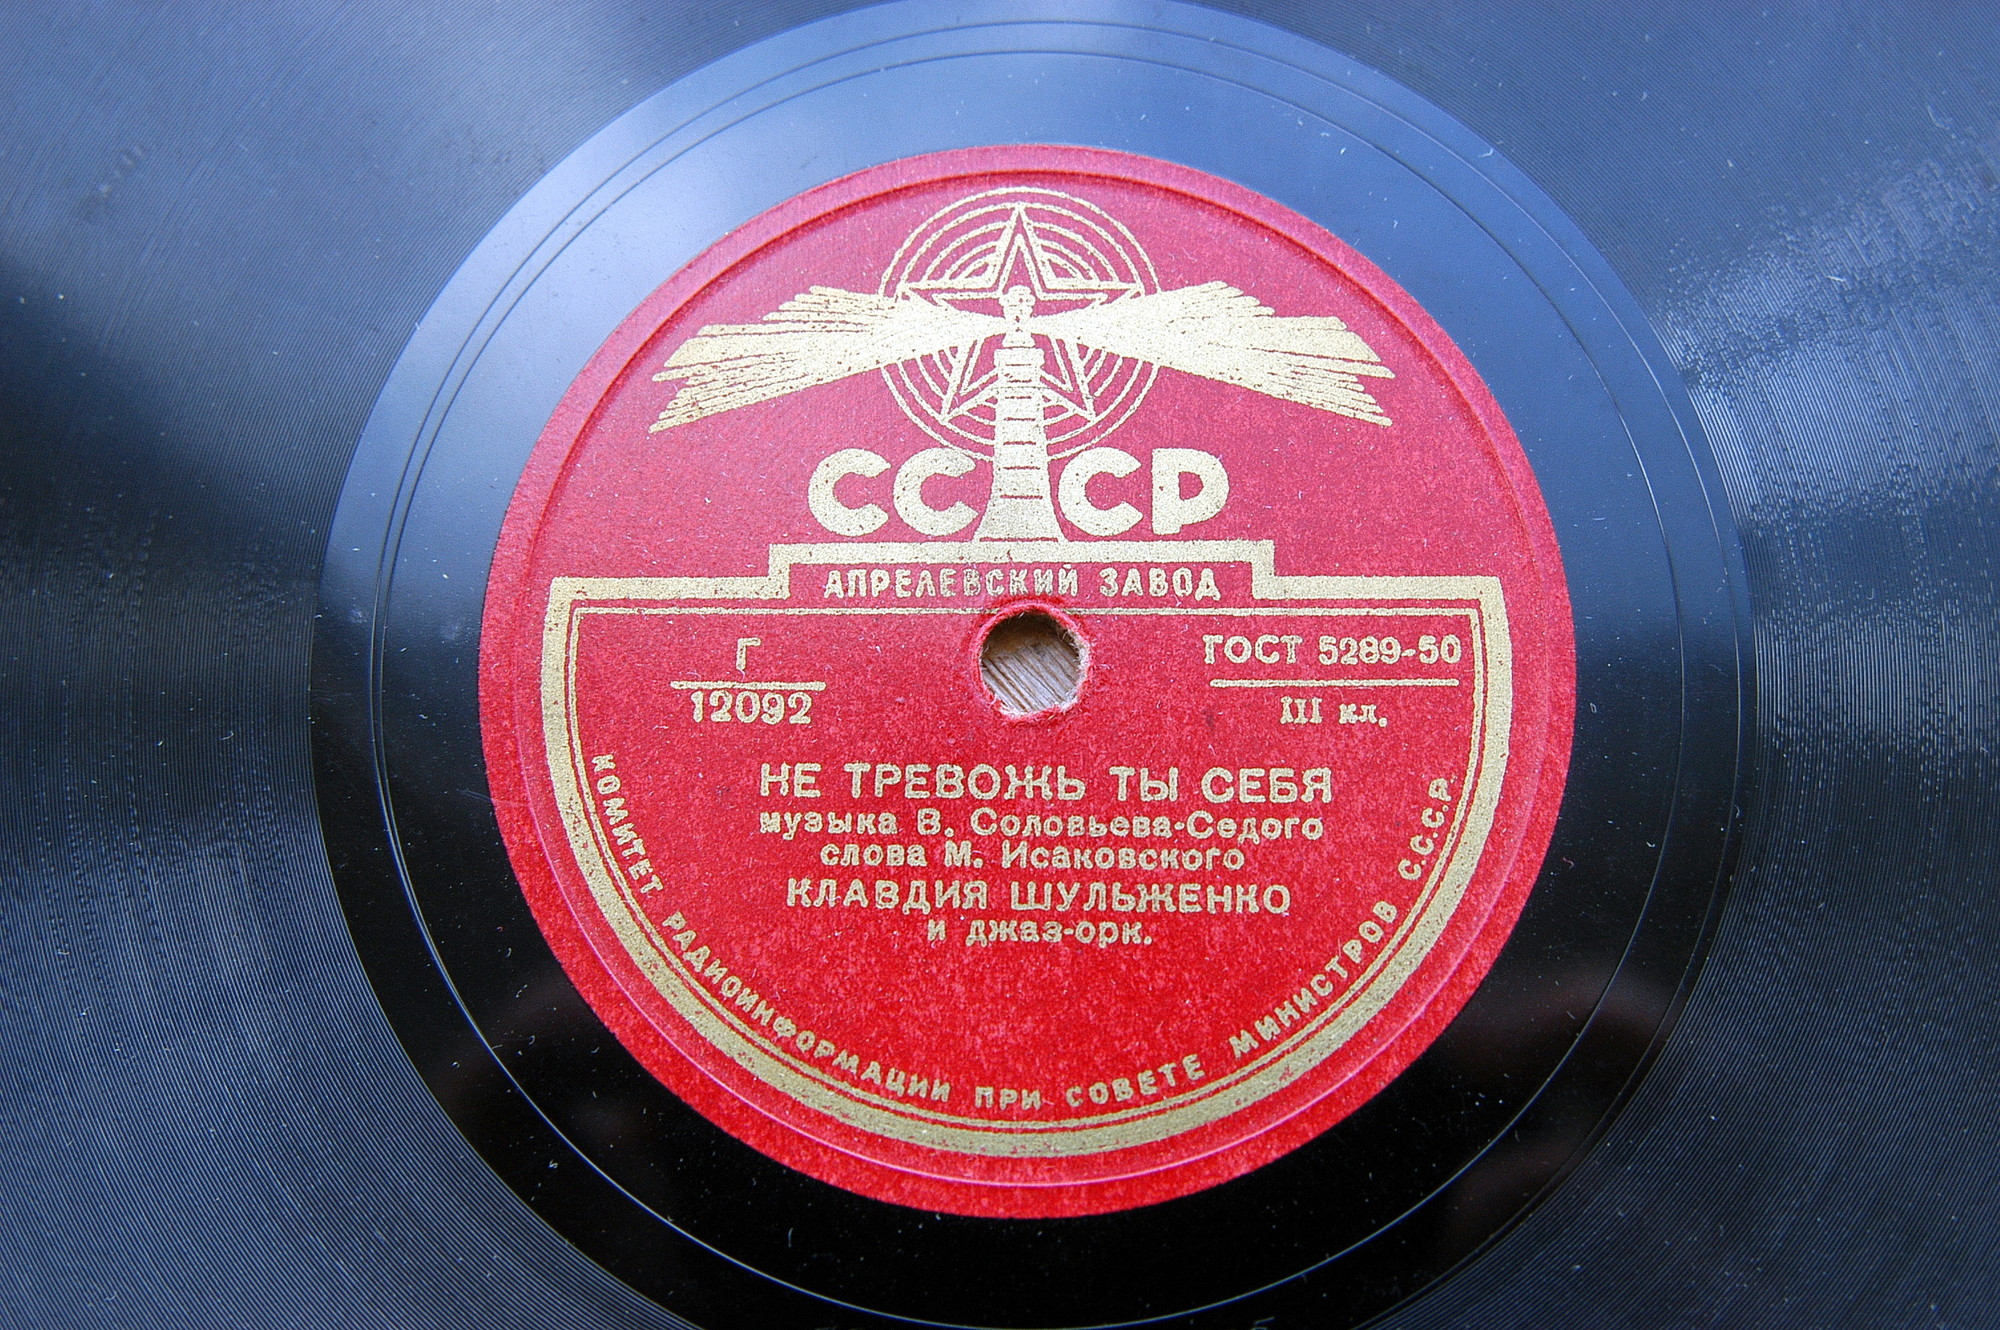 СССР
АПРЕЛЕВСКИЙ ЗАВОД
Г
12092
ГОСТ 5289-50
III кл.
НЕ ТРЕВОЖЬ ТЫ СЕБЯ
музыка В. Соловьева-Седого
слова М. Исаковского
КЛАВДИЯ ШУЛЬЖЕНКО
и джаз-орк.
КОМИТЕТ РАДИОИНФОРМАЦИИ ПРИ СОВЕТЕ МИНИСТРОВ С.С.С.Р.